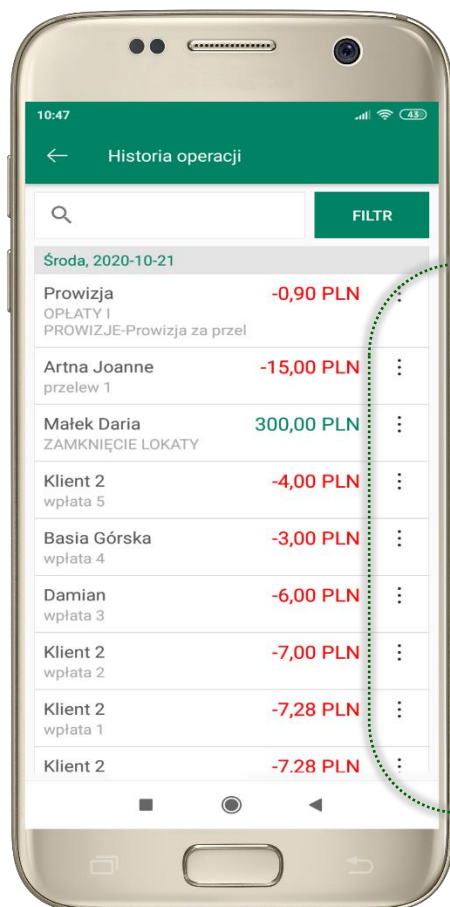 10:47
43
Historia operacji
FILTR
Środa, 2020-10-21
Prowizja -0,90 PLN
OPŁATY I
PROWIZJE-Prowizja za przel
Artna Joanne -15,00 PLN
przelew 1
Małek Daria 300,00 PLN
ZAMKNIĘCIE LOKATY
Klient 2 -4,00 PLN
wpłata 5
Basia Górska -3,00 PLN
wpłata 4
Damian -6,00 PLN
wpłata 3
Klient 2 -7,00 PLN
wpłata 2
Klient 2 -7,28 PLN
wpłata 1
Klient 2 -7,28 PLN